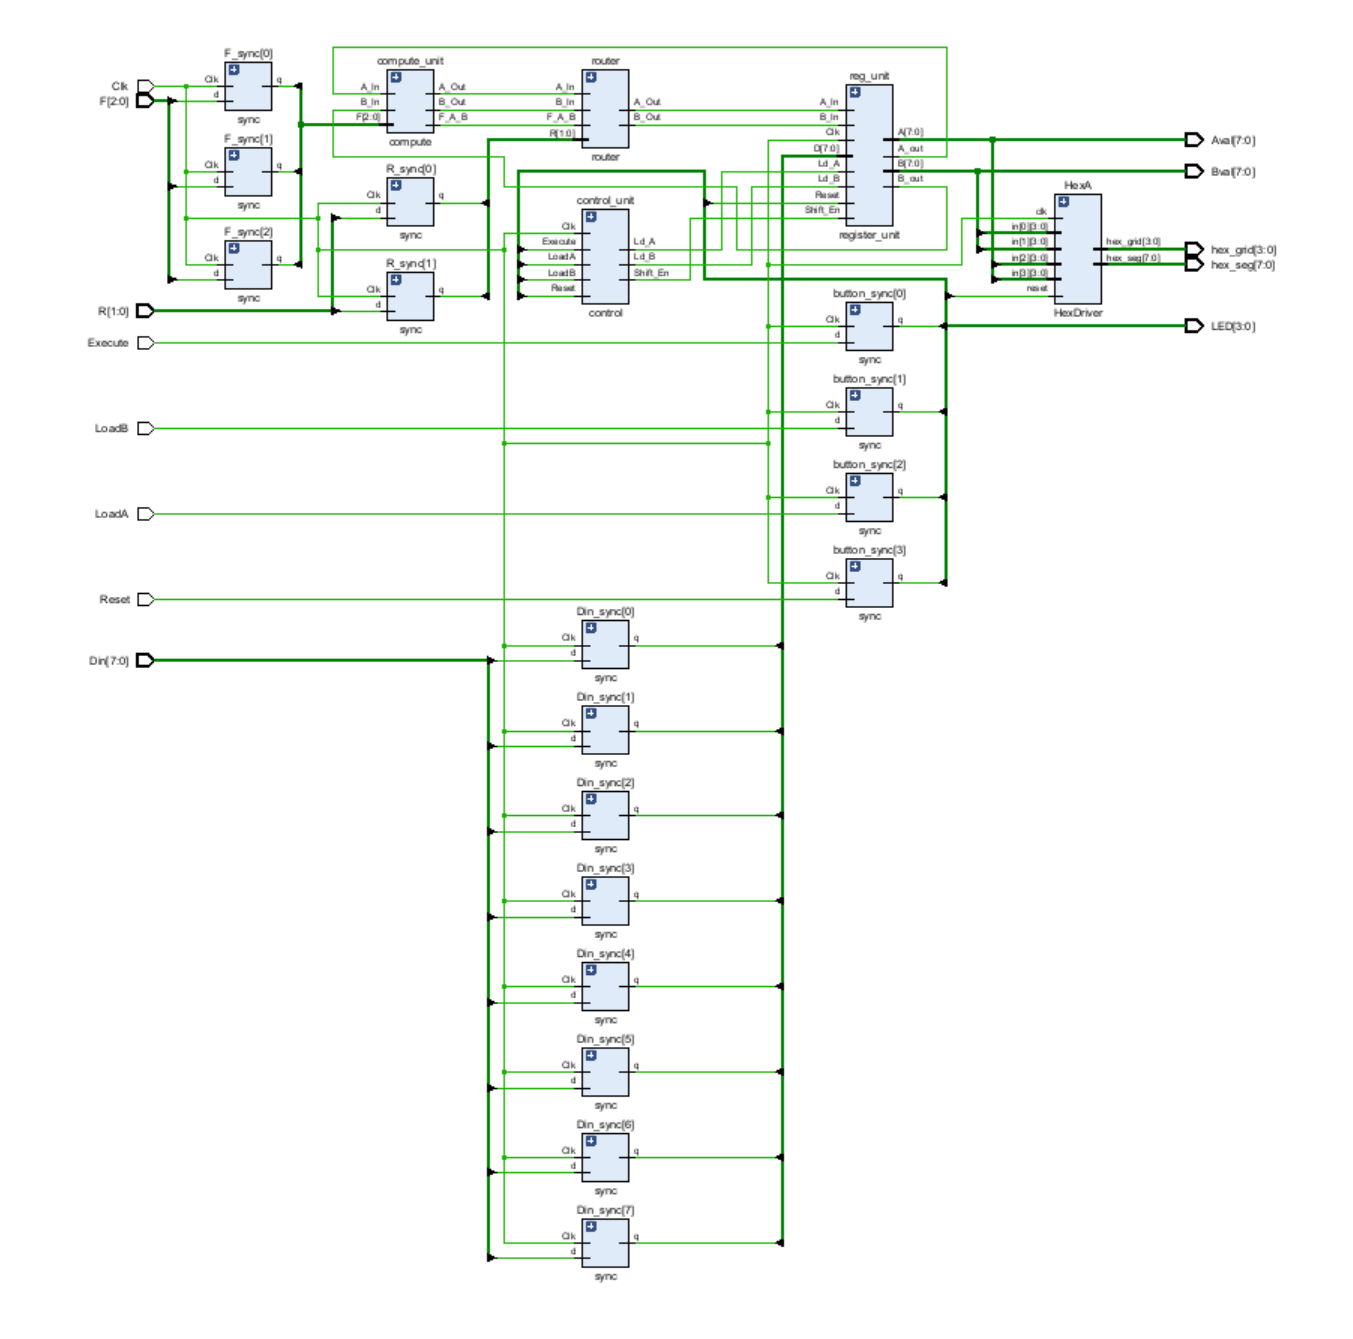 F_sync[0]
Clk
F[2:0]
Clk
d
q
sync
F_sync[1]
Clk
d
q
sync
F_sync[2]
Clk
d
q
sync
compute_unit
A_In
B_In
F[2:0]
A_Out
B_Out
F_A_B
compute
router
A_In
B_In
F_A_B
R[1:0]
A_Out
B_Out
router
reg_unit
A_In
B_In
Clk
D[7:0]
Ld_A
Ld_B
Reset
Shift_En
A[7:0]
A_out
B[7:0]
B_out
register_unit
Aval[7:0]
Bval[7:0]
R_sync[0]
Clk
d
q
sync
R_sync[1]
Clk
d
q
sync
control_unit
Clk
Execute
LoadA
LoadB
Reset
Ld_A
Ld_B
Shift_En
control
HexA
clk
in[0][3:0]
in[1][3:0]
in[2][3:0]
in[3][3:0]
reset
hex_grid[3:0]
hex_seg[7:0]
HexDriver
hex_grid[3:0]
hex_seg[7:0]
LED[3:0]
R[1:0]
Execute
button_sync[0]
Clk
d
q
sync
LoadB
button_sync[1]
Clk
d
q
sync
LoadA
button_sync[2]
Clk
d
q
sync
Reset
button_sync[3]
Clk
d
q
sync
Din[7:0]
Din_sync[0]
Clk
d
q
sync
Din_sync[1]
Clk
d
q
sync
Din_sync[2]
Clk
d
q
sync
Din_sync[3]
Clk
d
q
sync
Din_sync[4]
Clk
d
q
sync
Din_sync[5]
Clk
d
q
sync
Din_sync[6]
Clk
d
q
sync
Din_sync[7]
Clk
d
q
sync